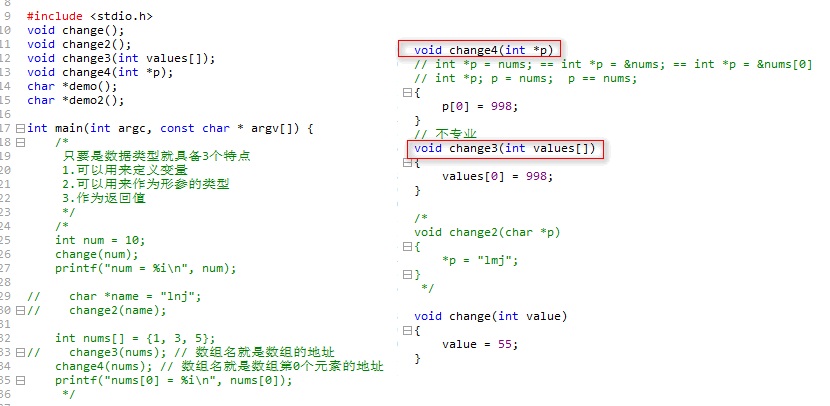 8
9 #include <stdio.h>
10 void change();
11 void change2();
12 void change3(int values[]);
13 void change4(int *p);
14 char *demo();
15 char *demo2();
16
17 int main(int argc, const char * argv[]) {
18 /*
19 只要是数据类型就具备3个特点
20 1.可以用来定义变量
21 2.可以用来作为形参的类型
22 3.作为返回值
23 */
24 /*
25 int num = 10;
26 change(num);
27 printf("num = %i\n", num);
28
29 // char *name = "lnj";
30 // change2(name);
31
32 int nums[] = {1, 3, 5};
33 // change3(nums); // 数组名就是数组的地址
34 change4(nums); // 数组名就是数组第0个元素的地址
35 printf("nums[0] = %i\n", nums[0]);
36 */
void change4(int *p)
// int *p = nums; == int *p = &nums; == int *p = &nums[0]
// int *p; p = nums; p == nums;
{
p[0] = 998;
}
// 不专业
void change3(int values[])
{
values[0] = 998;
}
/*
void change2(char *p)
{
*p = "lmj";
}
*/
void change(int value)
{
value = 55;
}